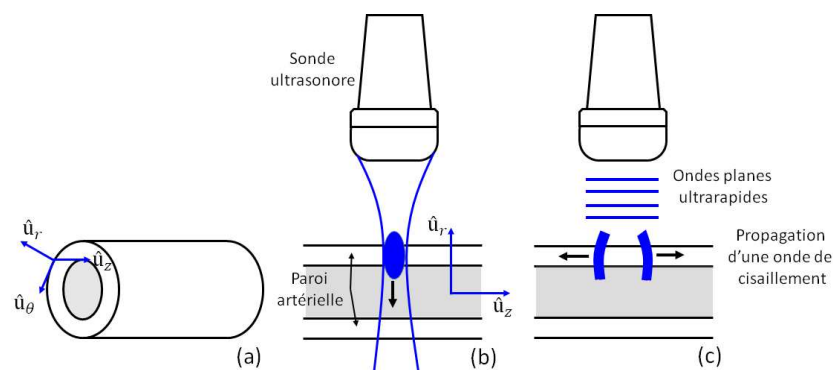 Sonde
ultrasonore
Ondes planes
ultrarapides
û_r
û_r
û_z
Propagation
d'une onde de
cisaillement
Paroi
artérielle
û_θ
û_z
(a)
(b)
(c)